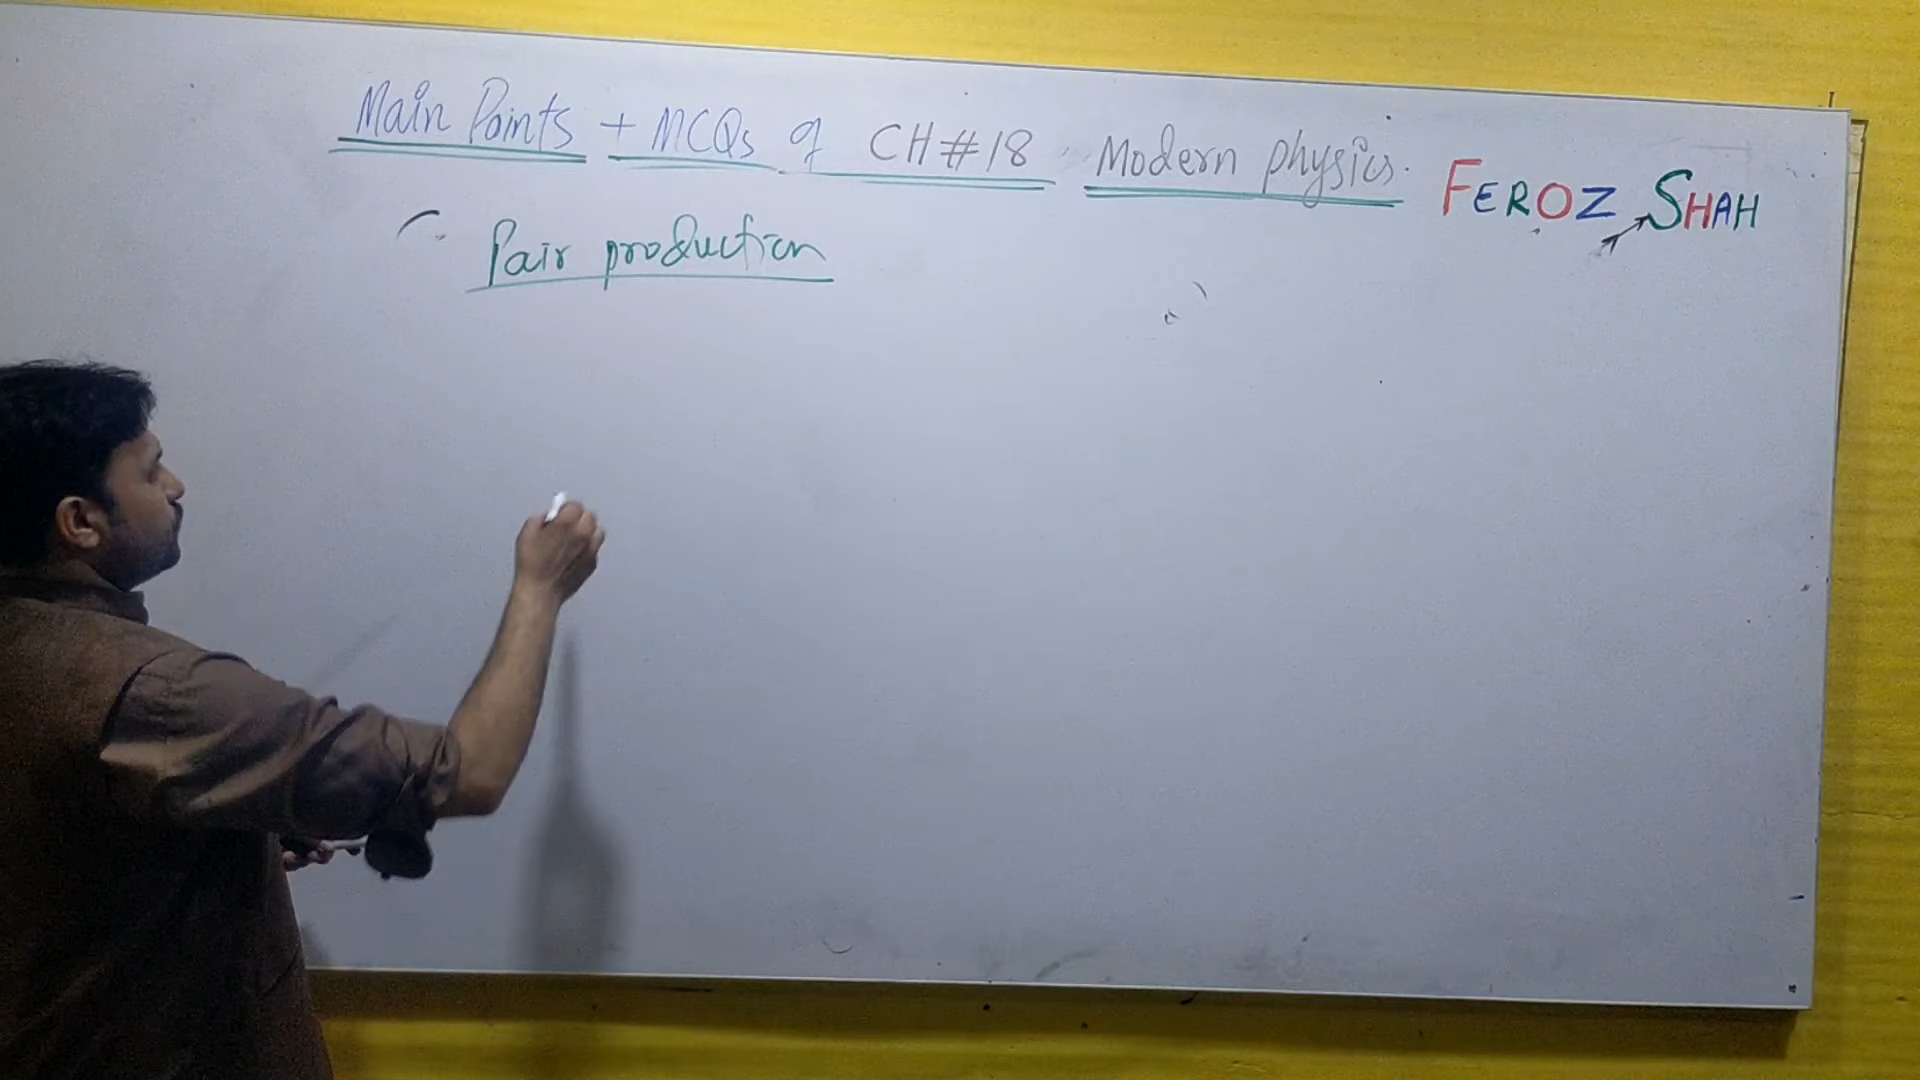 Main Points + MCQs of CH#18 Modern physics.
FEROZ SHAH
Pair production